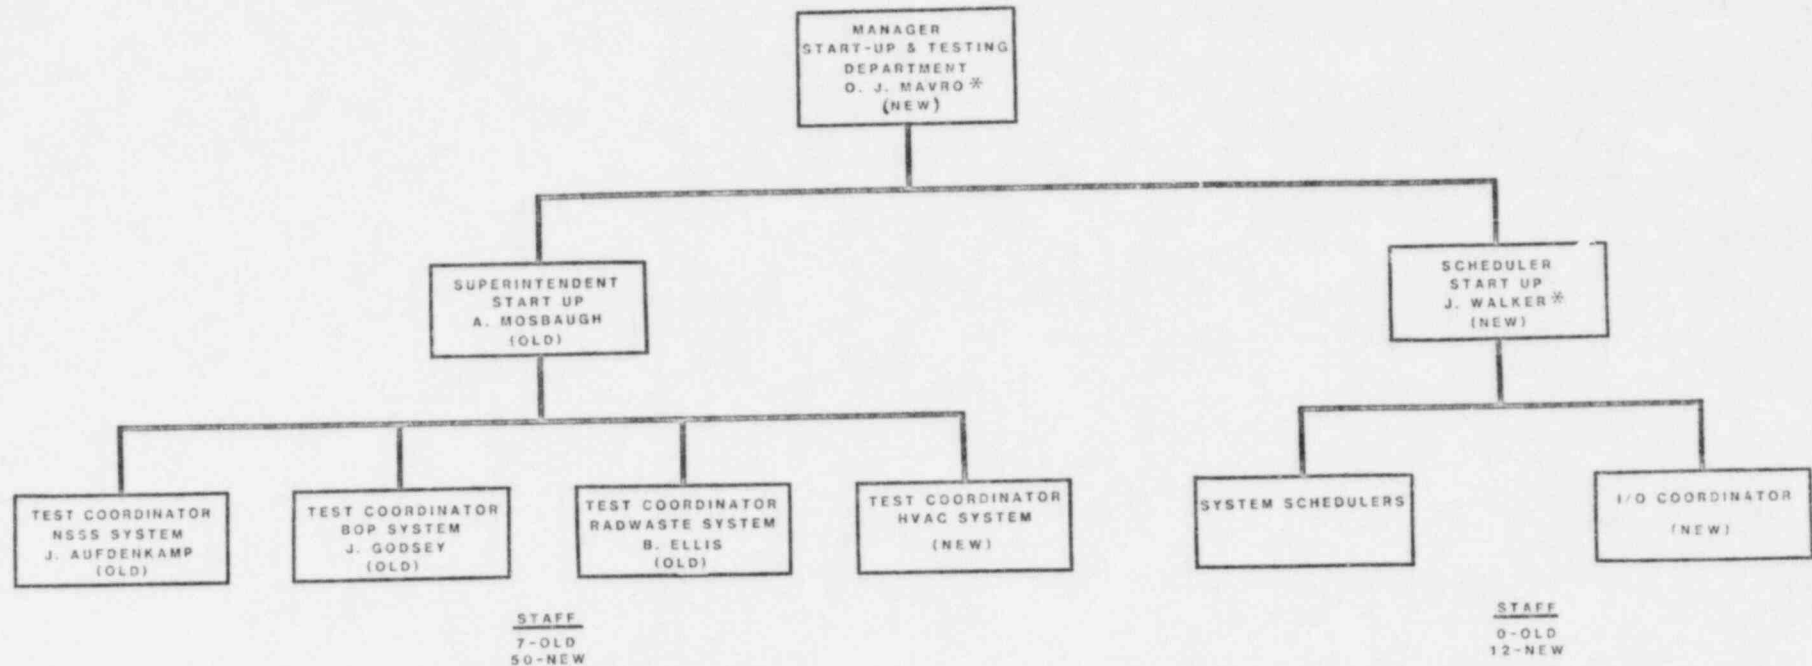 MANAGER
START-UP & TESTING
DEPARTMENT
O. J. MAVRO*
(NEW)
SUPERINTENDENT
START UP
A. MOSBAUGH
(OLD)
SCHEDULER
START UP
J. WALKER*
(NEW)
TEST COORDINATOR
NSSS SYSTEM
J. AUFDENKAMP
(OLD)
TEST COORDINATOR
BOP SYSTEM
J. GODSEY
(OLD)
TEST COORDINATOR
RADWASTE SYSTEM
B. ELLIS
(OLD)
TEST COORDINATOR
HVAC SYSTEM
(NEW)
SYSTEM SCHEDULERS
I/O COORDINATOR
(NEW)
STAFF
7-OLD
50-NEW
STAFF
0-OLD
12-NEW